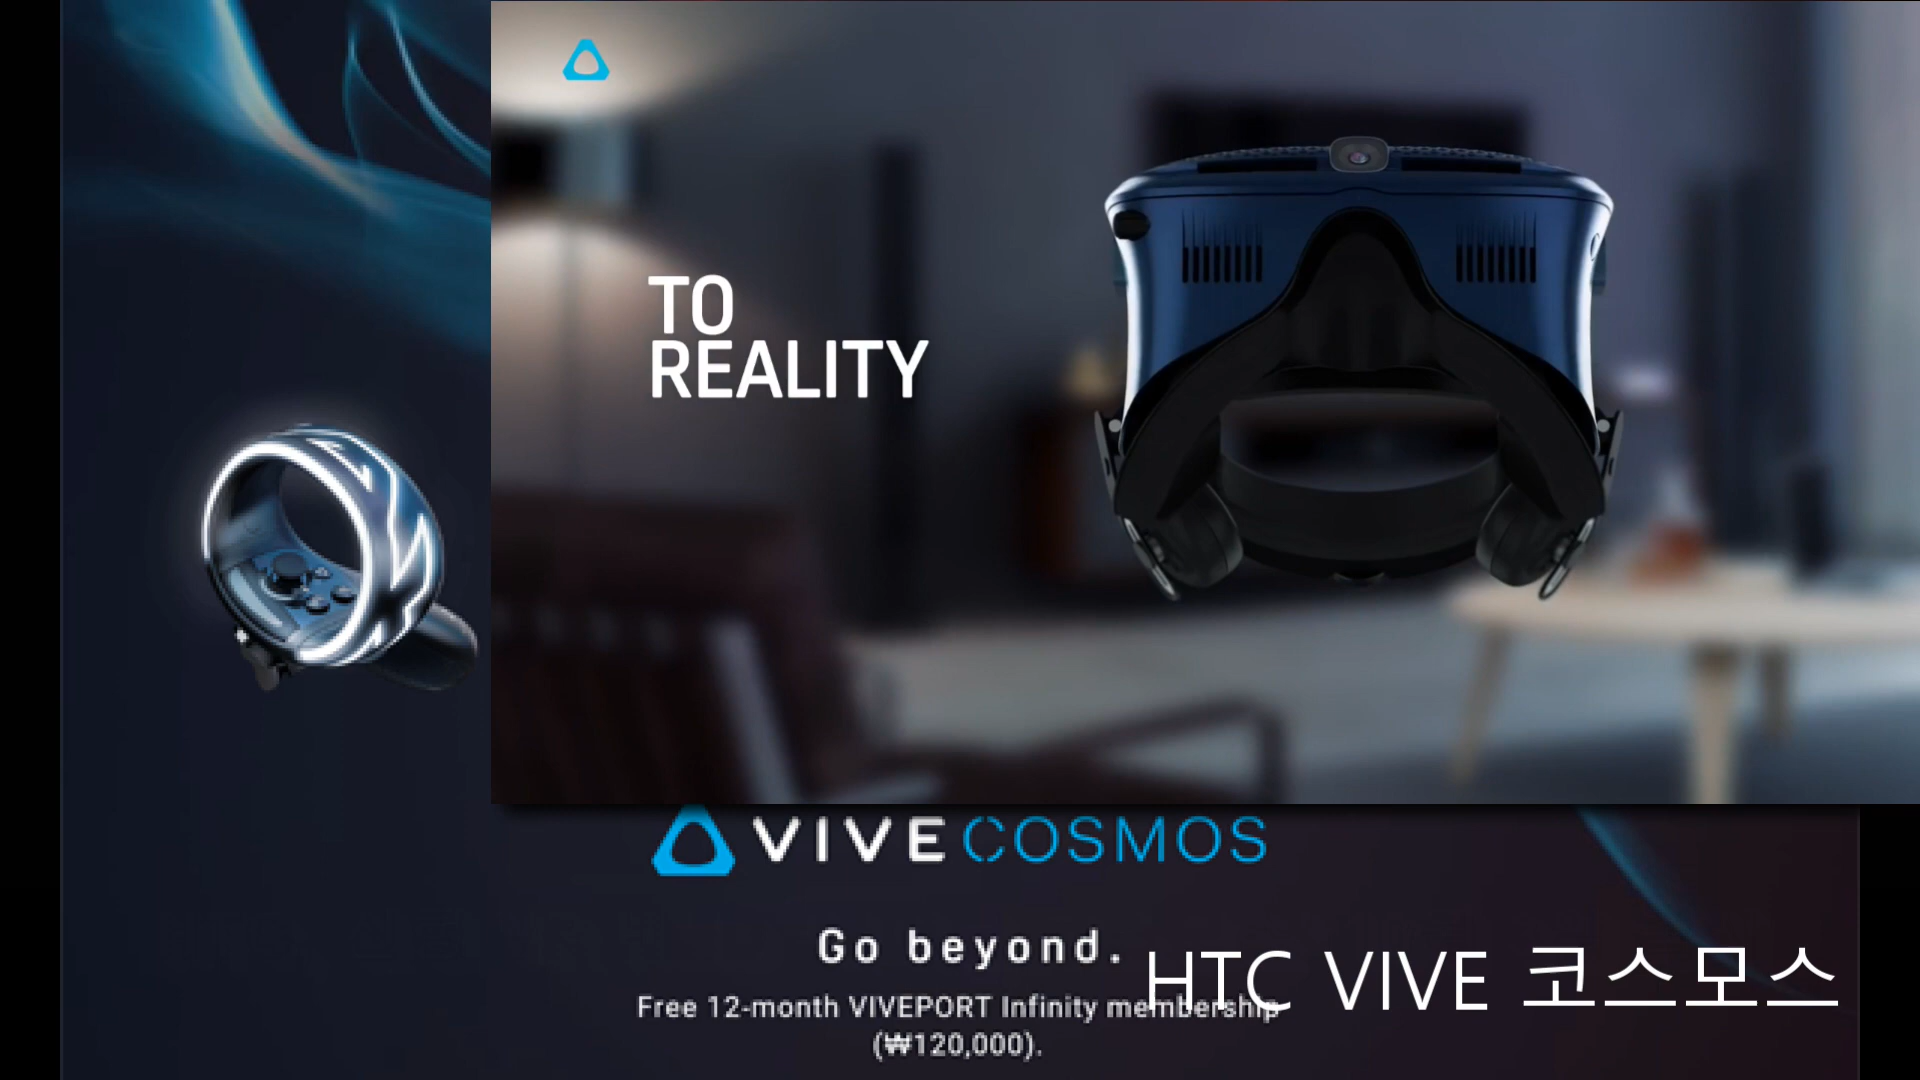 TO
REALITY
VIVE COSMOS
Go beyond.
HTC VIVE 코스모스
Free 12-month VIVEPORT Infinity membership
(₩120,000).